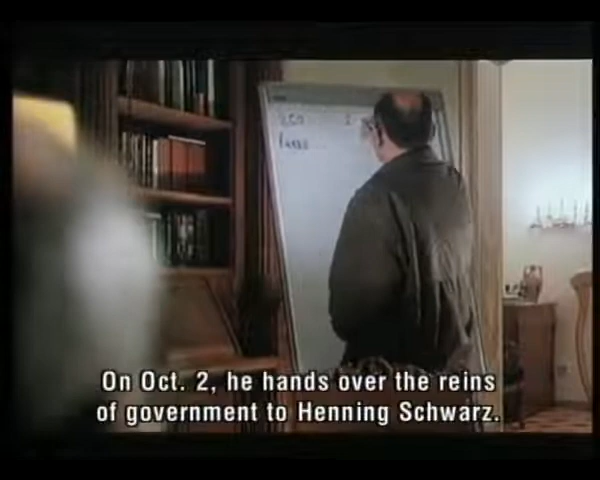 On Oct. 2, he hands over the reins
of government to Henning Schwarz.